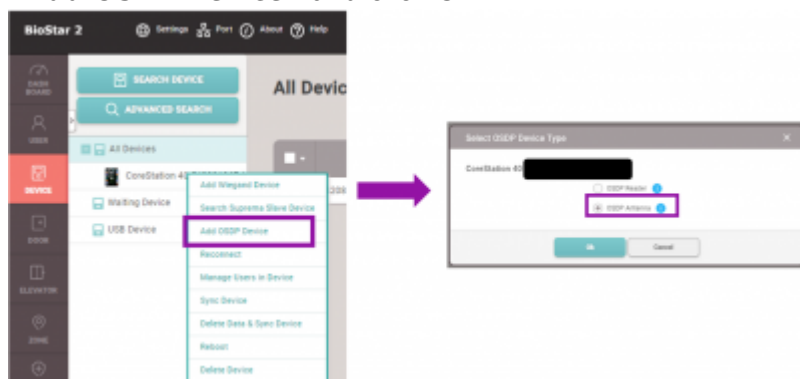 BioStar 2
Settings Port About Help
DASH BOARD
USER
DEVICE
DOOR
ELEVATOR
ZONE
SEARCH DEVICE
ADVANCED SEARCH
All Devices
CoreStation 40
Waiting Device
USB Device
All Devic
Add Wiegand Device
Search Suprema Slave Device
Add OSDP Device
Reconnect
Manage Users in Device
Sync Device
Delete Data & Sync Device
Reboot
Delete Device
Select OSDP Device Type
CoreStation 40
OSDP Reader
OSDP Antenna
Ok
Cancel